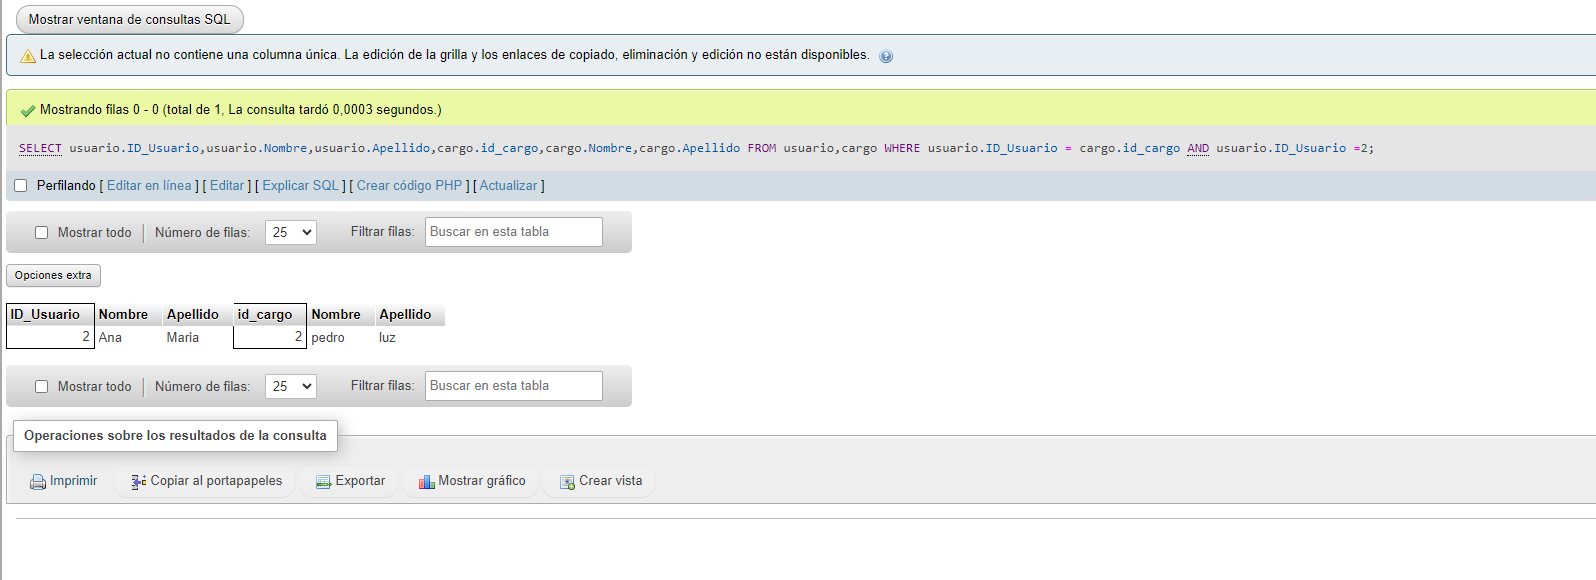 Mostrar ventana de consultas SQL
La selección actual no contiene una columna única. La edición de la grilla y los enlaces de copiado, eliminación y edición no están disponibles.
Mostrando filas 0 - 0 (total de 1, La consulta tardó 0,0003 segundos.)
SELECT usuario.ID_Usuario,usuario.Nombre,usuario.Apellido,cargo.id_cargo,cargo.Nombre,cargo.Apellido FROM usuario,cargo WHERE usuario.ID_Usuario = cargo.id_cargo AND usuario.ID_Usuario =2;
Perfilando [ Editar en línea ] [ Editar ] [ Explicar SQL ] [ Crear código PHP ] [ Actualizar ]
Mostrar todo | Número de filas: 25 Filtrar filas: Buscar en esta tabla
Opciones extra
ID_Usuario Nombre Apellido id_cargo Nombre Apellido
2 Ana Maria 2 pedro luz
Mostrar todo | Número de filas: 25 Filtrar filas: Buscar en esta tabla
Operaciones sobre los resultados de la consulta
Imprimir Copiar al portapapeles Exportar Mostrar gráfico Crear vista